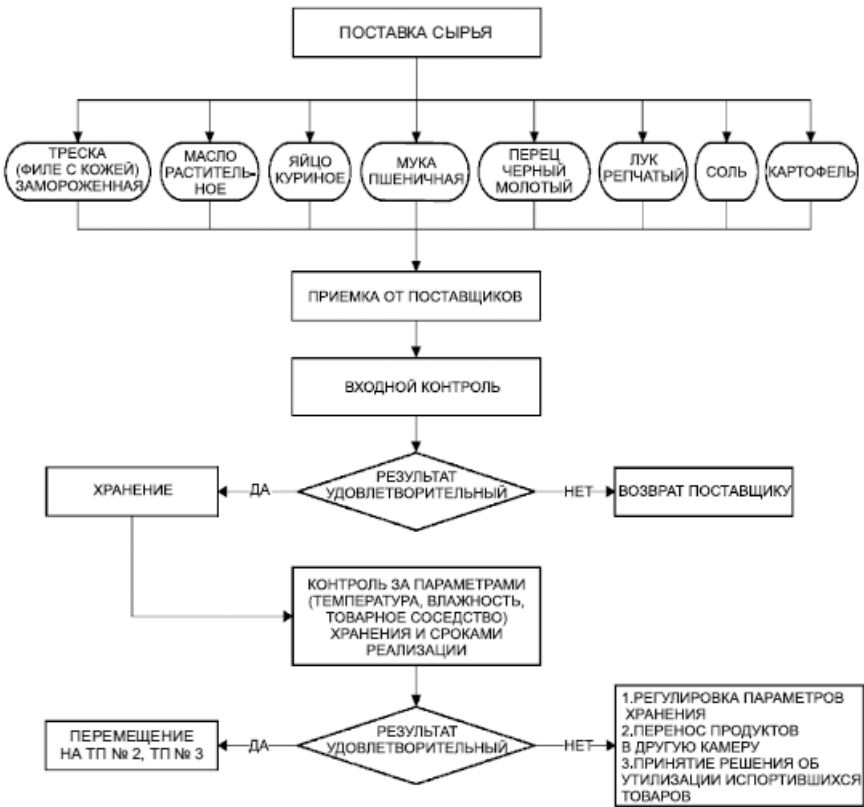 ПОСТАВКА СЫРЬЯ
ТРЕСКА
(ФИЛЕ С КОЖЕЙ)
ЗАМОРОЖЕННАЯ
МАСЛО
РАСТИТЕЛЬ-
НОЕ
ЯЙЦО
КУРИНОЕ
МУКА
ПШЕНИЧНАЯ
ПЕРЕЦ
ЧЕРНЫЙ
МОЛОТЫЙ
ЛУК
РЕПЧАТЫЙ
СОЛЬ
КАРТОФЕЛЬ
ПРИЕМКА ОТ ПОСТАВЩИКОВ
ВХОДНОЙ КОНТРОЛЬ
РЕЗУЛЬТАТ
УДОВЛЕТВОРИТЕЛЬНЫЙ
ДА
ХРАНЕНИЕ
НЕТ
ВОЗВРАТ ПОСТАВЩИКУ
КОНТРОЛЬ ЗА ПАРАМЕТРАМИ
(ТЕМПЕРАТУРА, ВЛАЖНОСТЬ,
ТОВАРНОЕ СОСЕДСТВО)
ХРАНЕНИЯ И СРОКАМИ
РЕАЛИЗАЦИИ
РЕЗУЛЬТАТ
УДОВЛЕТВОРИТЕЛЬНЫЙ
ДА
ПЕРЕМЕЩЕНИЕ
НА ТП № 2, ТП № 3
НЕТ
1.РЕГУЛИРОВКА ПАРАМЕТРОВ
ХРАНЕНИЯ
2.ПЕРЕНОС ПРОДУКТОВ
В ДРУГУЮ КАМЕРУ
3.ПРИНЯТИЕ РЕШЕНИЯ ОБ
УТИЛИЗАЦИИ ИСПОРТИВШИХСЯ
ТОВАРОВ